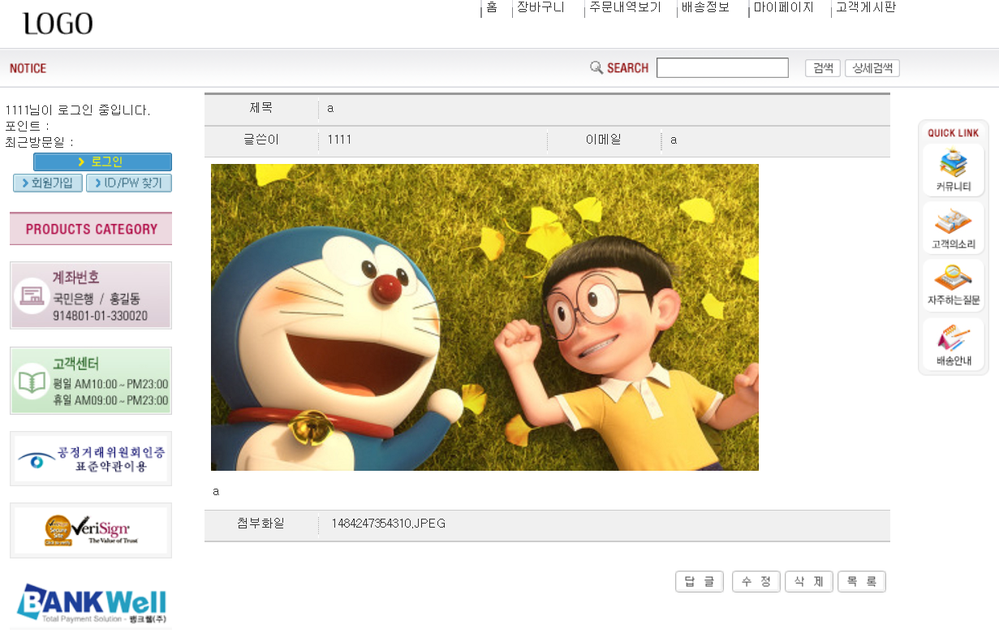 LOGO
홈 장바구니 주문내역보기 배송정보 마이페이지 고객게시판
NOTICE
SEARCH 검색 상세검색
1111님이 로그인 중입니다.
포인트 :
최근방문일 :
로그인
회원가입 ID/PW 찾기
PRODUCTS CATEGORY
계좌번호
국민은행 / 홍길동
914801-01-330020
고객센터
평일 AM10:00 ~ PM23:00
휴일 AM09:00 ~ PM23:00
공정거래위원회인증
표준약관이용
VeriSign
The Value of Trust
BANKWell
Total Payment Solution - 뱅크웰(주)
제목 a
글쓴이 1111 이메일 a
a
첨부화일 1484247354310.JPEG
답 글 수 정 삭 제 목 록
QUICK LINK
커뮤니티
고객의소리
자주하는질문
배송안내